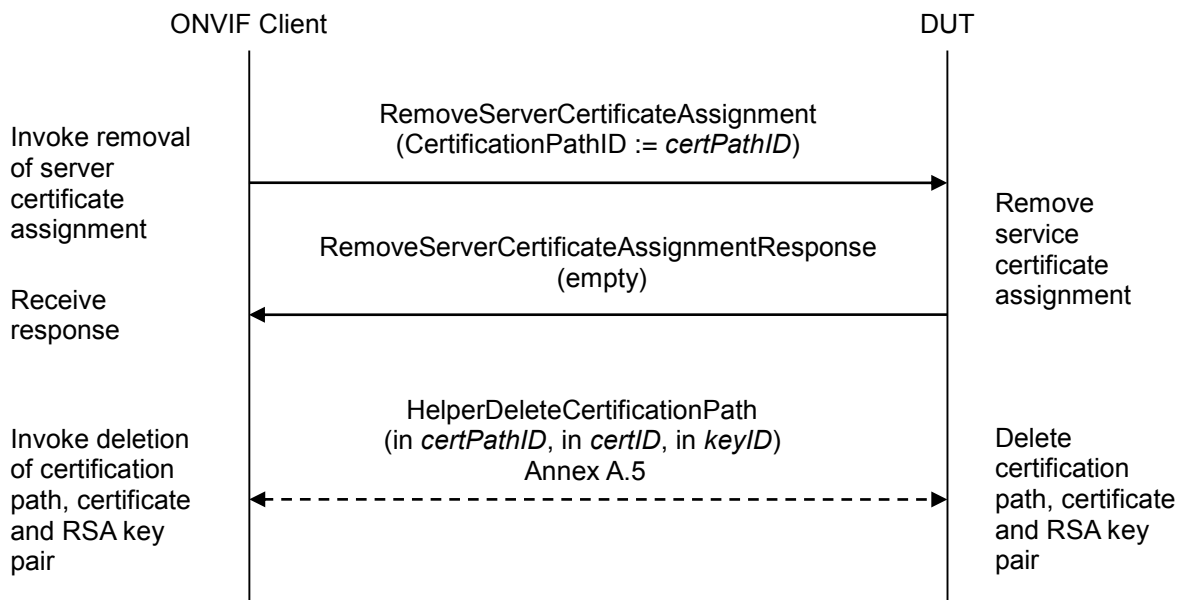 ONVIF Client
DUT
RemoveServerCertificateAssignment
(CertificationPathID := certPathID)
Invoke removal
of server
certificate
assignment
Remove
service
certificate
assignment
RemoveServerCertificateAssignmentResponse
(empty)
Receive
response
HelperDeleteCertificationPath
(in certPathID, in certID, in keyID)
Annex A.5
Invoke deletion
of certification
path, certificate
and RSA key
pair
Delete
certification
path, certificate
and RSA key
pair